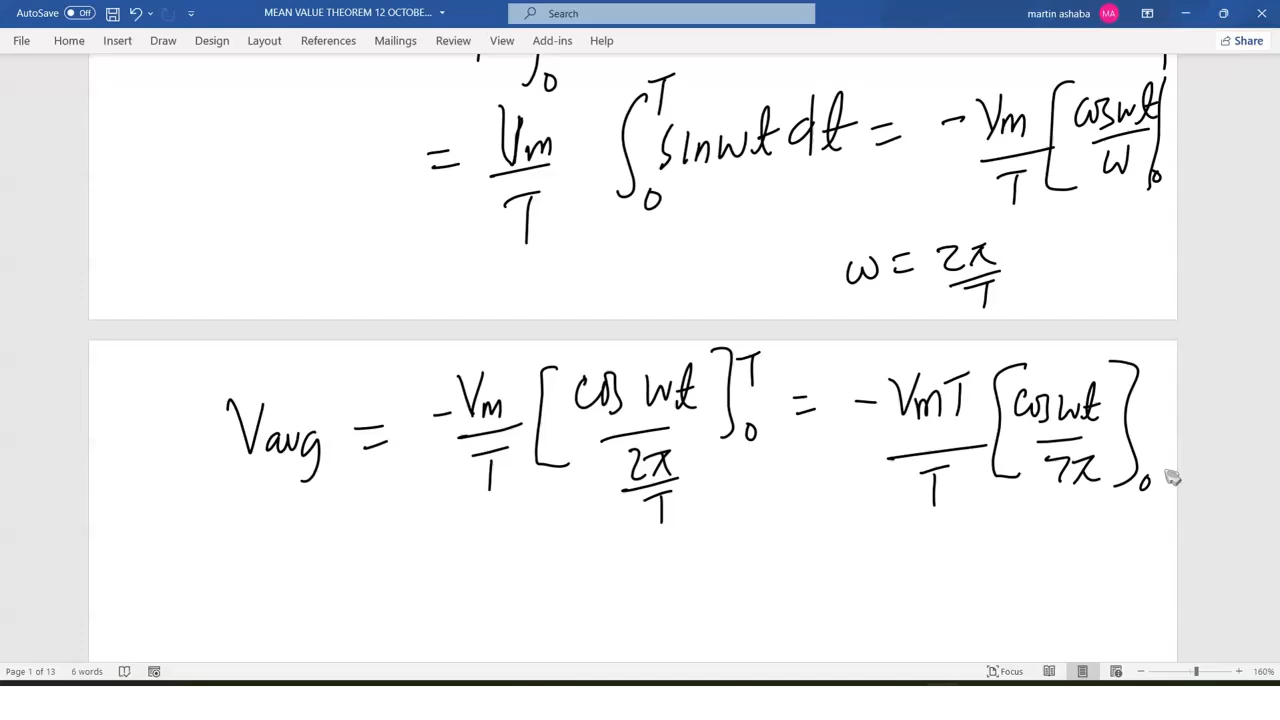 AutoSave Off MEAN VALUE THEOREM 12 OCTOBE... Search martin ashaba MA
File Home Insert Draw Design Layout References Mailings Review View Add-ins Help Share
0
= Vm/T ∫₀ᵀ sinwt dt = -Vm/T [cos wt/w]₀
ω = 2π/T
Vavg = -Vm/T [cos wt/(2π/T)]₀ᵀ = -VmT/T [cos wt/2π]₀
Page 1 of 13 6 words Focus 160%